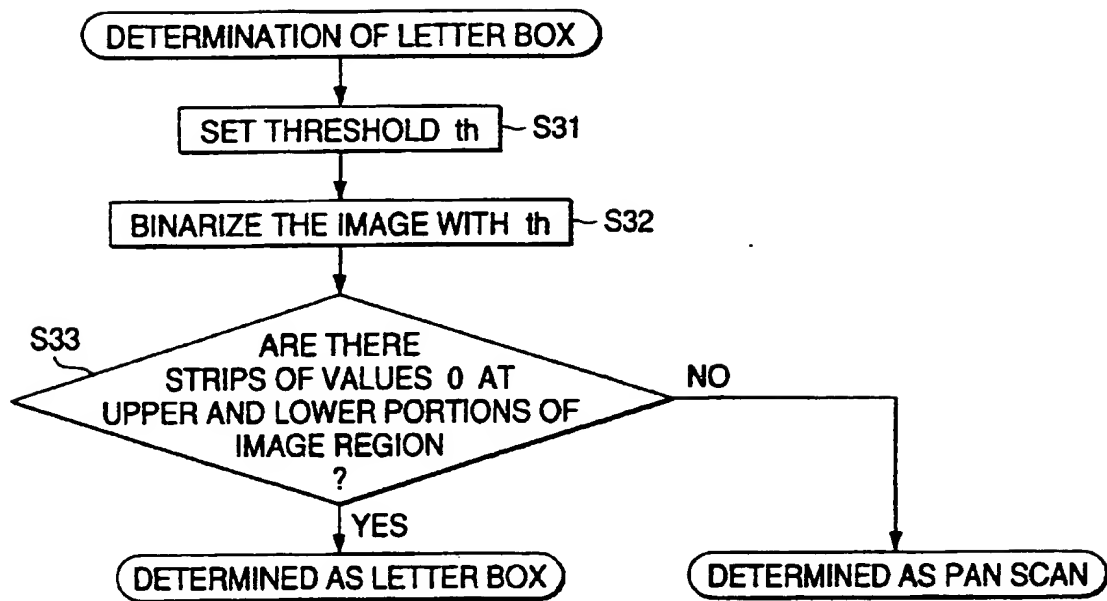 DETERMINATION OF LETTER BOX
SET THRESHOLD th
S31
BINARIZE THE IMAGE WITH th
S32
S33
ARE THERE
STRIPS OF VALUES 0 AT
UPPER AND LOWER PORTIONS OF
IMAGE REGION
?
NO
YES
DETERMINED AS LETTER BOX
DETERMINED AS PAN SCAN